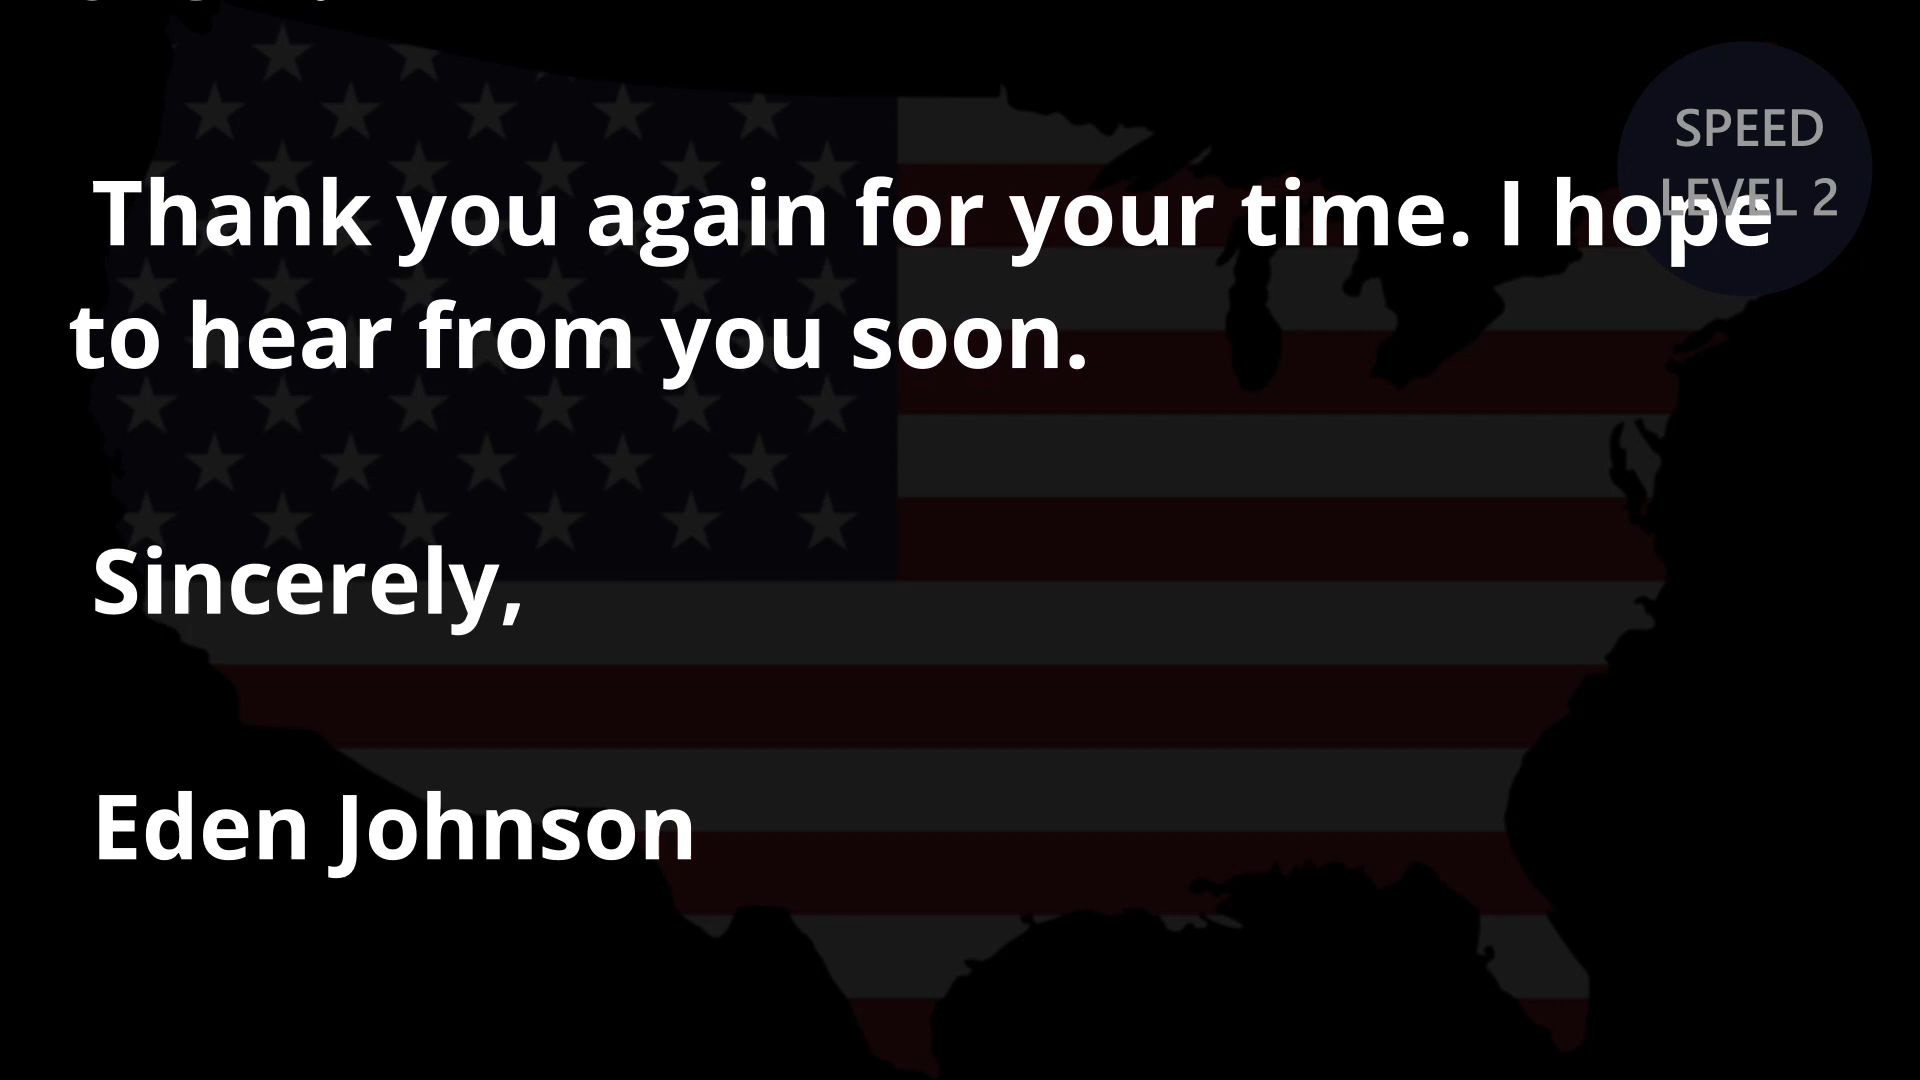 SPEED
LEVEL 2
Thank you again for your time. I hope
to hear from you soon.
Sincerely,
Eden Johnson